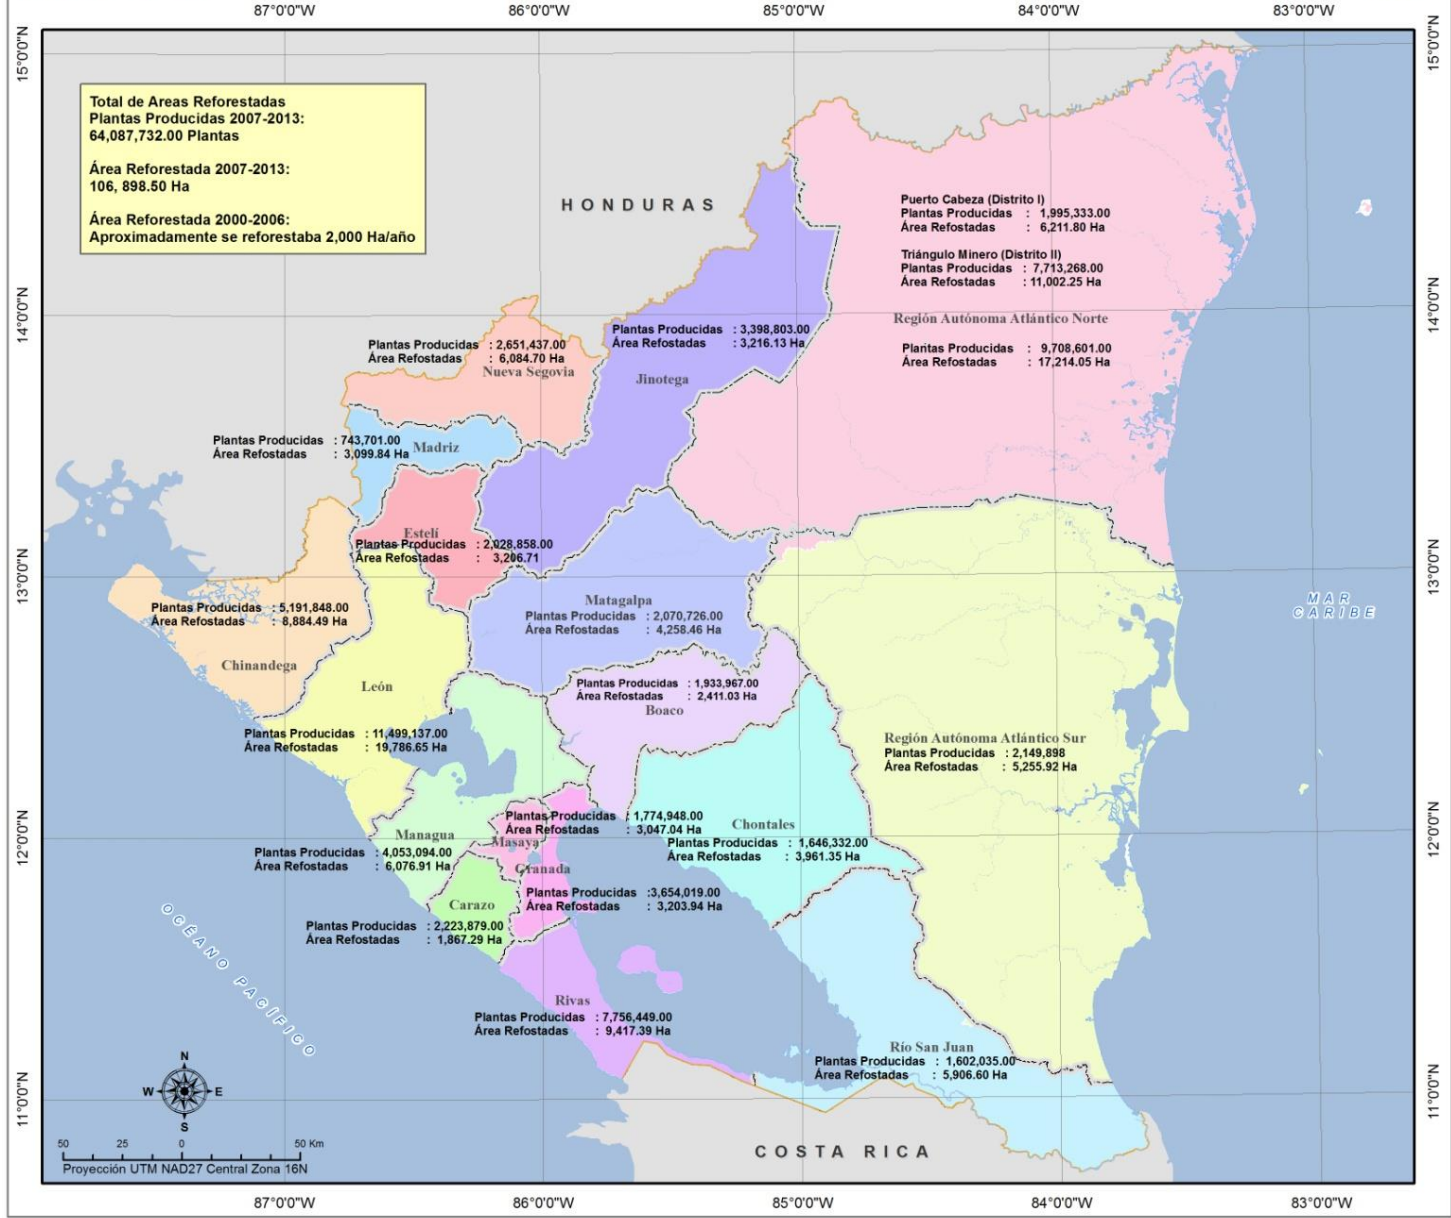 87°0'0"W 86°0'0"W 85°0'0"W 84°0'0"W 83°0'0"W
15°0'0"N 15°0'0"N
Total de Areas Reforestadas
Plantas Producidas 2007-2013:
64,087,732.00 Plantas
Área Reforestada 2007-2013:
106, 898.50 Ha
Área Reforestada 2000-2006:
Aproximadamente se reforestaba 2,000 Ha/año
HONDURAS
Puerto Cabeza (Distrito I)
Plantas Producidas : 1,995,333.00
Área Refostadas : 6,211.80 Ha
Triángulo Minero (Distrito II)
Plantas Producidas : 7,713,268.00
Área Refostadas : 11,002.25 Ha
Región Autónoma Atlántico Norte
Plantas Producidas : 9,708,601.00
Área Refostadas : 17,214.05 Ha
14°0'0"N 14°0'0"N
Plantas Producidas : 3,398,803.00
Área Refostadas : 3,216.13 Ha
Jinotega
Plantas Producidas : 2,651,437.00
Área Refostadas : 6,084.70 Ha
Nueva Segovia
Plantas Producidas : 743,701.00
Área Refostadas : 3,099.84 Ha
Madriz
Estelí
Plantas Producidas : 2,028,858.00
Área Refostadas : 3,206.71
13°0'0"N 13°0'0"N
Plantas Producidas : 5,191,848.00
Área Refostadas : 8,884.49 Ha
Chinandega
Matagalpa
Plantas Producidas : 2,070,726.00
Área Refostadas : 4,258.46 Ha
MAR
CARIBE
León
Plantas Producidas : 11,499,137.00
Área Refostadas : 19,786.65 Ha
Plantas Producidas : 1,933,967.00
Área Refostadas : 2,411.03 Ha
Boaco
Región Autónoma Atlántico Sur
Plantas Producidas : 2,149,898
Área Refostadas : 5,255.92 Ha
12°0'0"N 12°0'0"N
Plantas Producidas : 1,774,948.00
Área Refostadas : 3,047.04 Ha
Masaya
Chontales
Plantas Producidas : 1,646,332.00
Área Refostadas : 3,961.35 Ha
Managua
Plantas Producidas : 4,053,094.00
Área Refostadas : 6,076.91 Ha
Granada
Plantas Producidas :3,654,019.00
Área Refostadas : 3,203.94 Ha
Carazo
Plantas Producidas : 2,223,879.00
Área Refostadas : 1,867.29 Ha
OCÉANO PACÍFICO
Rivas
Plantas Producidas : 7,756,449.00
Área Refostadas : 9,417.39 Ha
Río San Juan
Plantas Producidas : 1,602,035.00
Área Refostadas : 5,906.60 Ha
11°0'0"N 11°0'0"N
N
W E
S
50 25 0 50 Km
Proyección UTM NAD27 Central Zona 16N
COSTA RICA
87°0'0"W 86°0'0"W 85°0'0"W 84°0'0"W 83°0'0"W